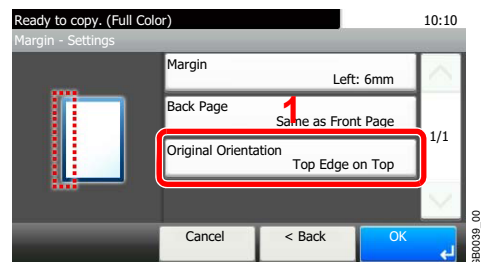 Ready to copy. (Full Color)
10:10
Margin - Settings
Margin
Left: 6mm
Back Page
1
Same as Front Page
1/1
Original Orientation
Top Edge on Top
Cancel
< Back
OK
GB0039_00